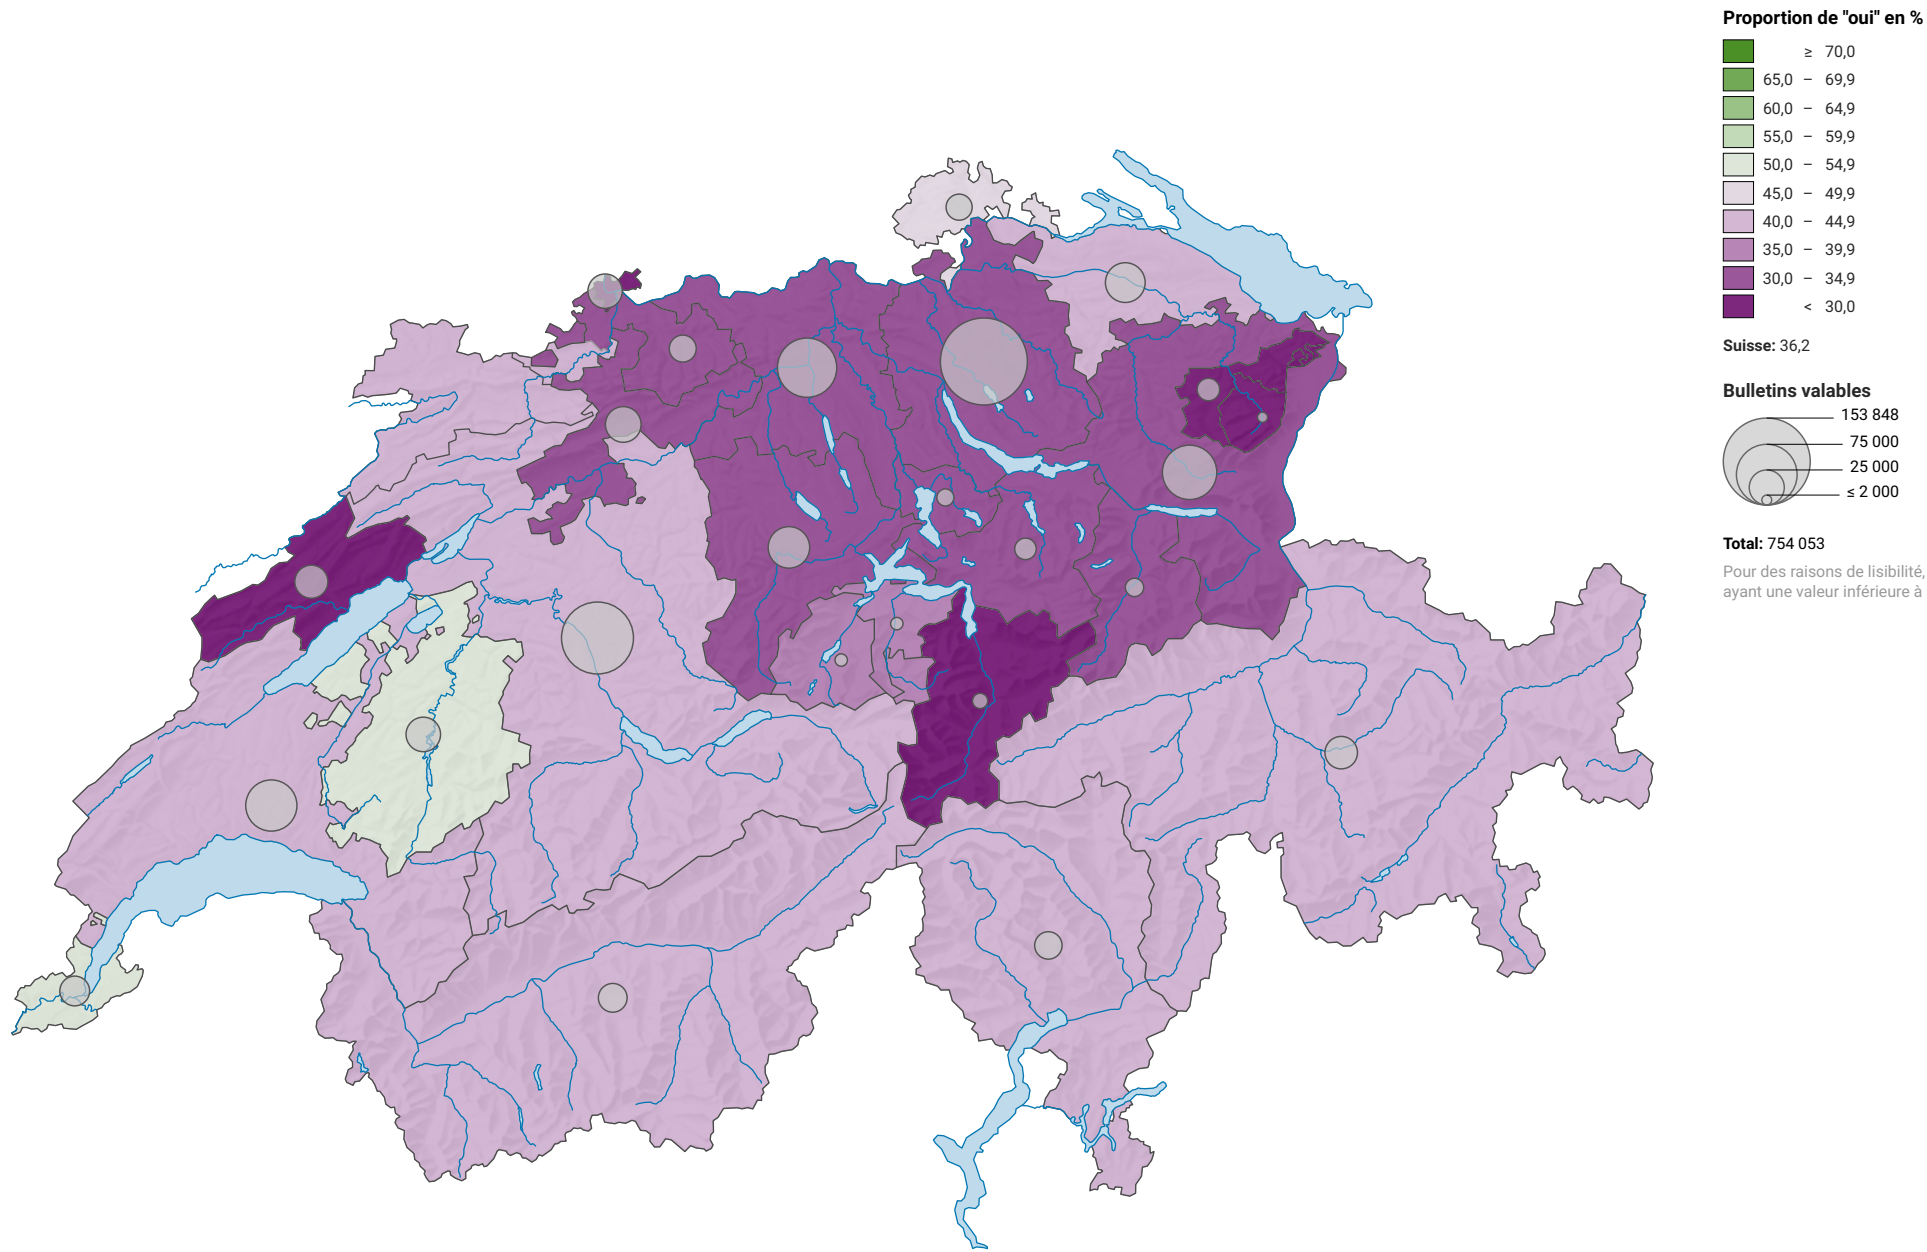 Proportion de "oui" en %
≥ 70,0
65,0 – 69,9
60,0 – 64,9
55,0 – 59,9
50,0 – 54,9
45,0 – 49,9
40,0 – 44,9
35,0 – 39,9
30,0 – 34,9
< 30,0
Suisse: 36,2
Bulletins valables
153 848
75 000
25 000
≤ 2 000
Total: 754 053
Pour des raisons de lisibilité,
ayant une valeur inférieure à